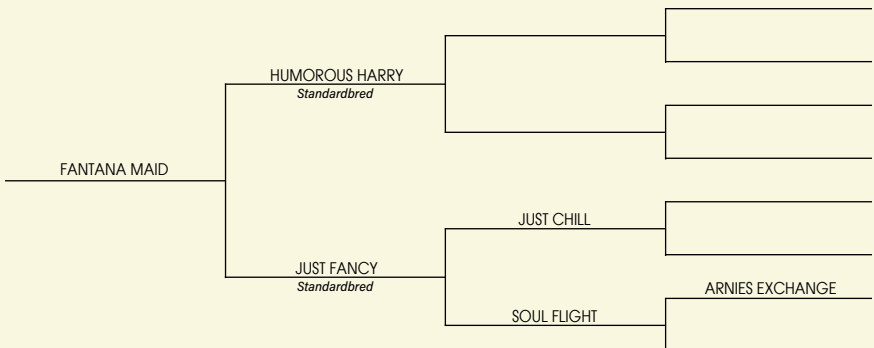 HUMOROUS HARRY
Standardbred
FANTANA MAID
JUST CHILL
JUST FANCY
Standardbred
ARNIES EXCHANGE
SOUL FLIGHT